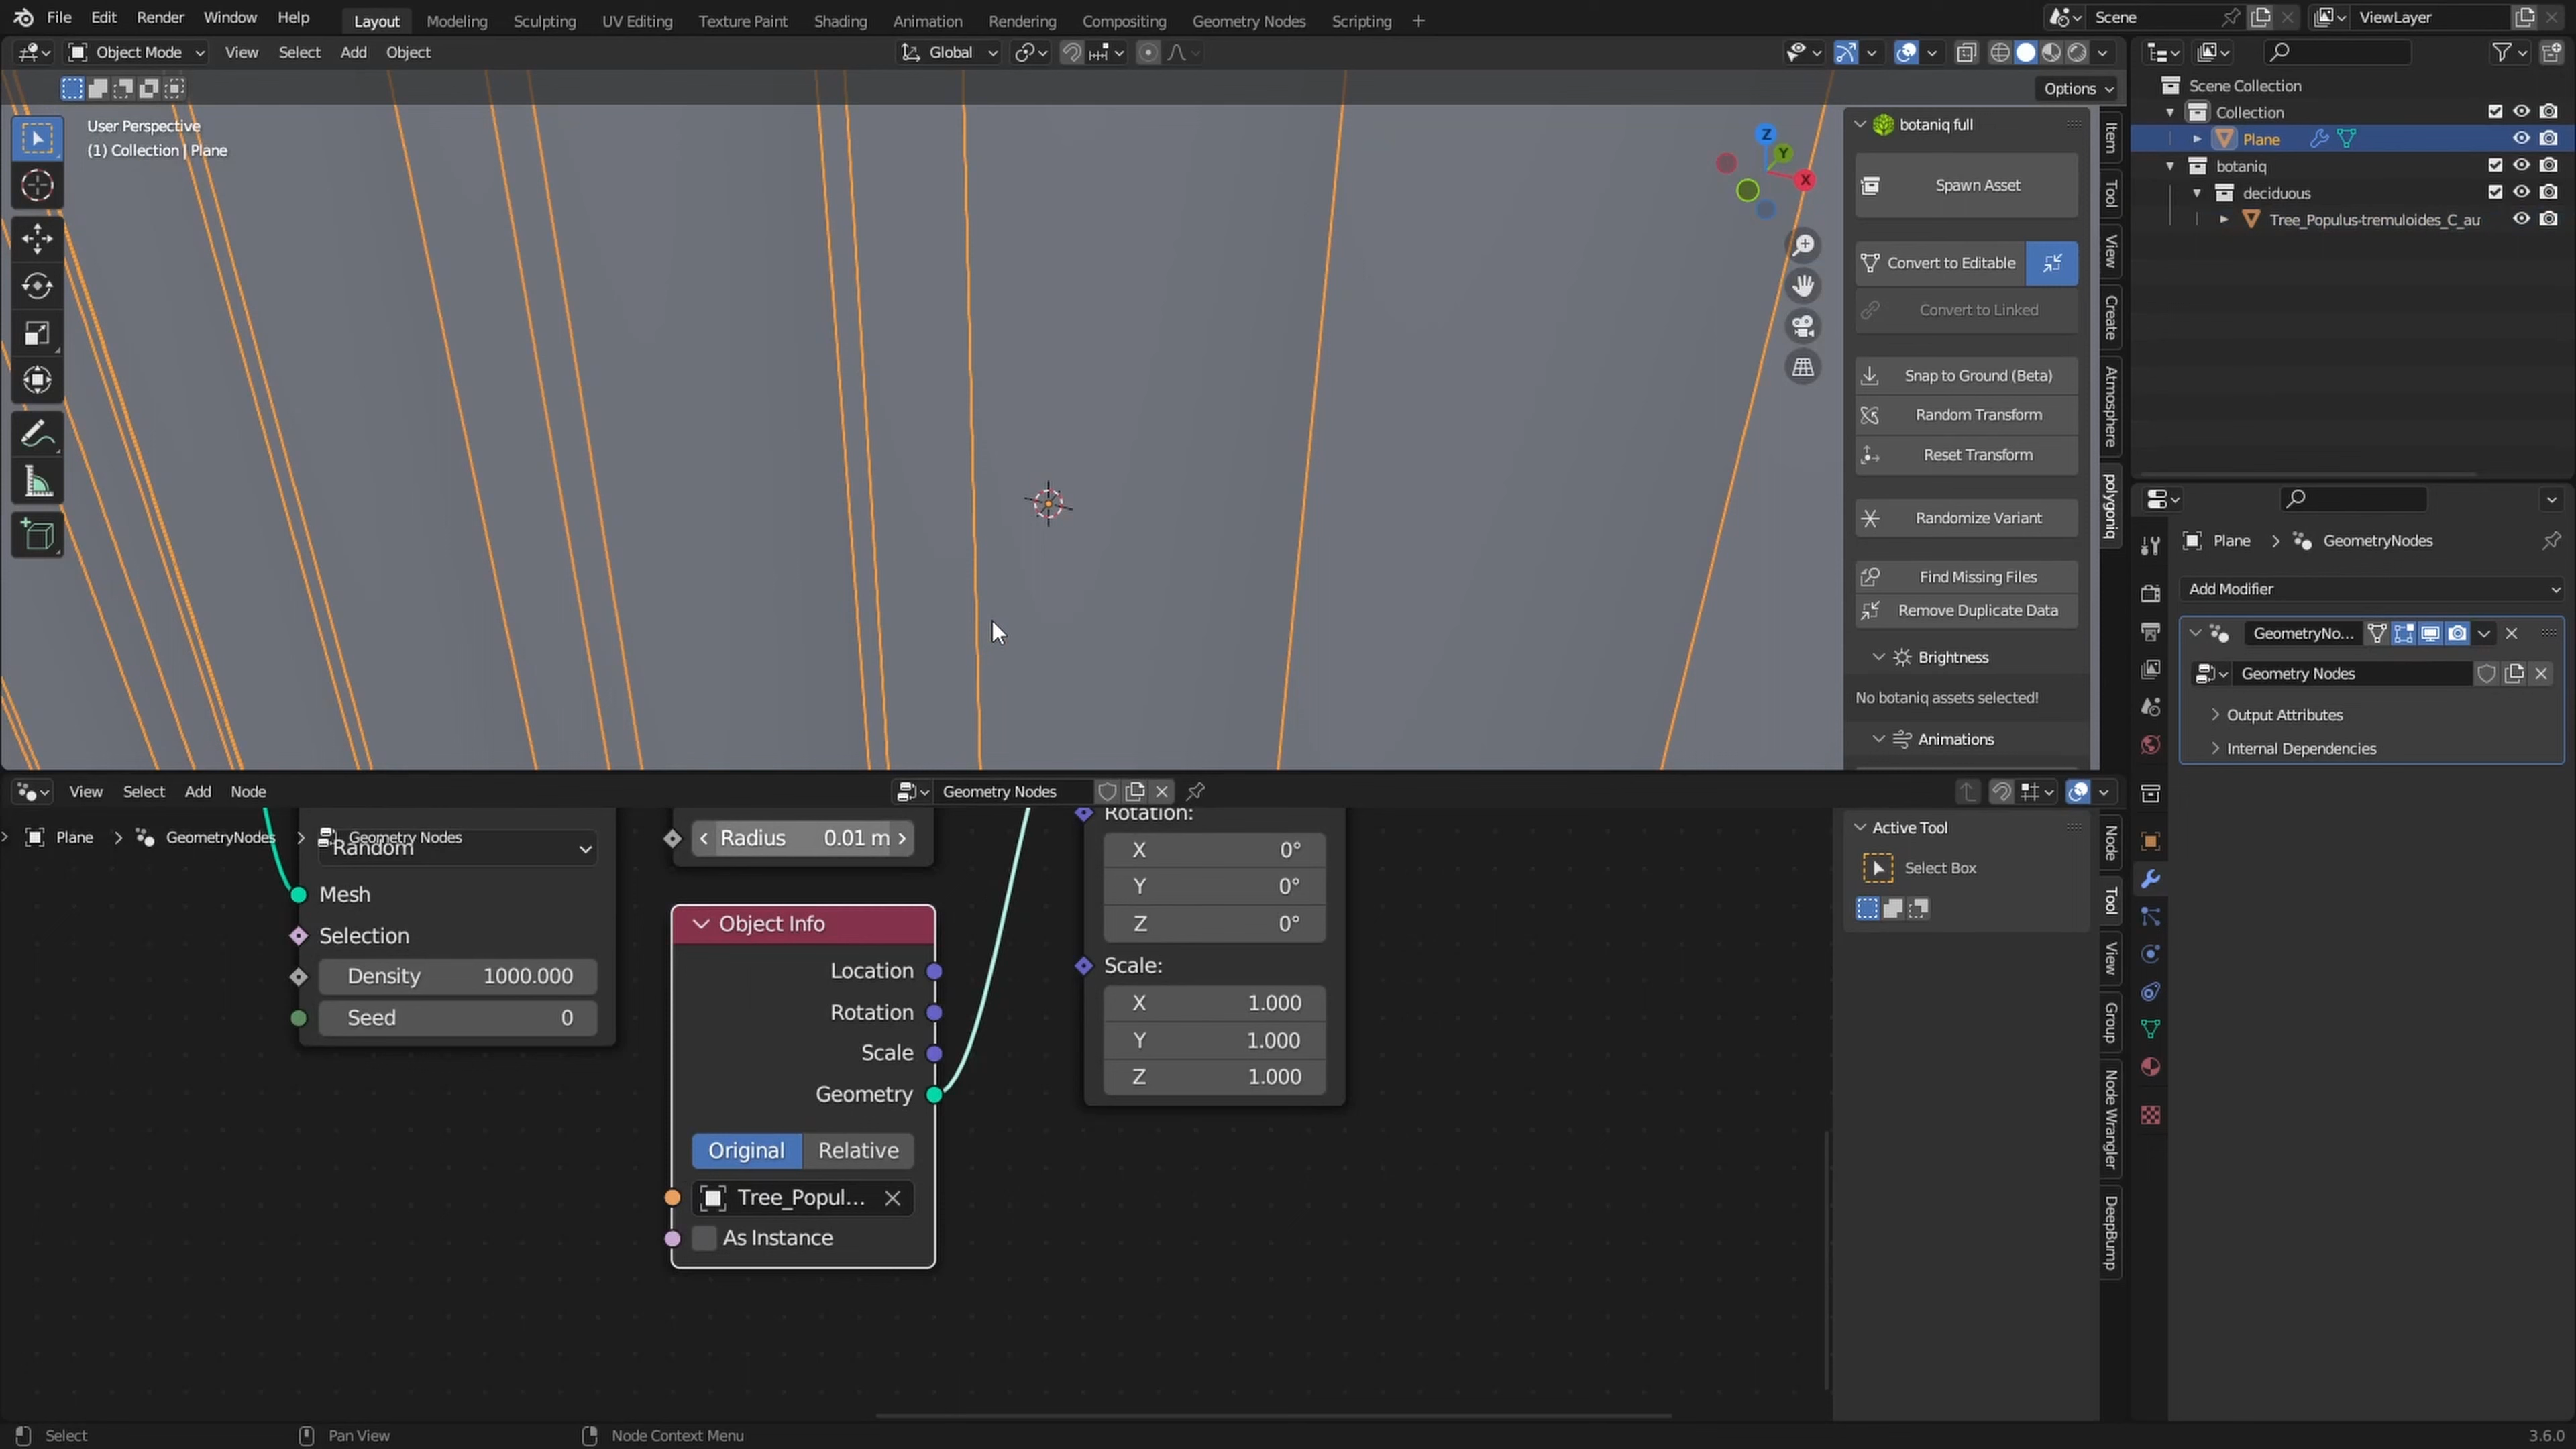 File Edit Render Window Help Layout Modeling Sculpting UV Editing Texture Paint Shading Animation Rendering Compositing Geometry Nodes Scripting + Scene ViewLayer
Object Mode View Select Add Object Global
Options
User Perspective
(1) Collection | Plane
Z
Y
X
botaniq full
Spawn Asset
Convert to Editable
Convert to Linked
Snap to Ground (Beta)
Random Transform
Reset Transform
Randomize Variant
Find Missing Files
Remove Duplicate Data
Brightness
No botaniq assets selected!
Animations
Item
Tool
View
Create
Atmosphere
polygoniq
Scene Collection
Collection
Plane
botaniq
deciduous
Tree_Populus-tremuloides_C_au
Plane > GeometryNodes
Add Modifier
GeometryNo...
Geometry Nodes
Output Attributes
Internal Dependencies
View Select Add Node Geometry Nodes
Plane > GeometryNodes > Geometry Nodes
Random
Mesh
Selection
Density 1000.000
Seed 0
Radius 0.01 m
Object Info
Location
Rotation
Scale
Geometry
Original Relative
Tree_Popul...
As Instance
Rotation:
X 0°
Y 0°
Z 0°
Scale:
X 1.000
Y 1.000
Z 1.000
Active Tool
Select Box
Node
Tool
View
Group
Node Wrangler
DeepBump
Select Pan View Node Context Menu 3.6.0